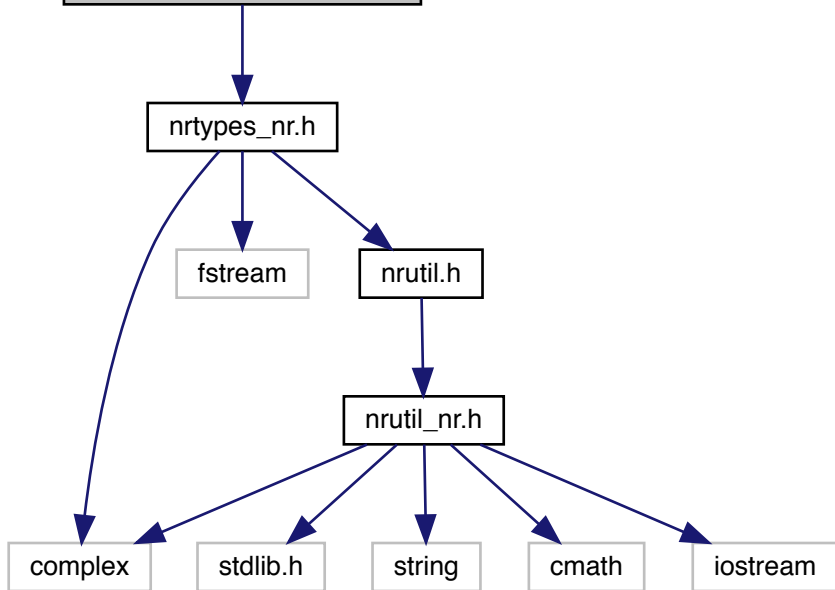 nrtypes_nr.h
fstream
nrutil.h
nrutil_nr.h
complex
stdlib.h
string
cmath
iostream